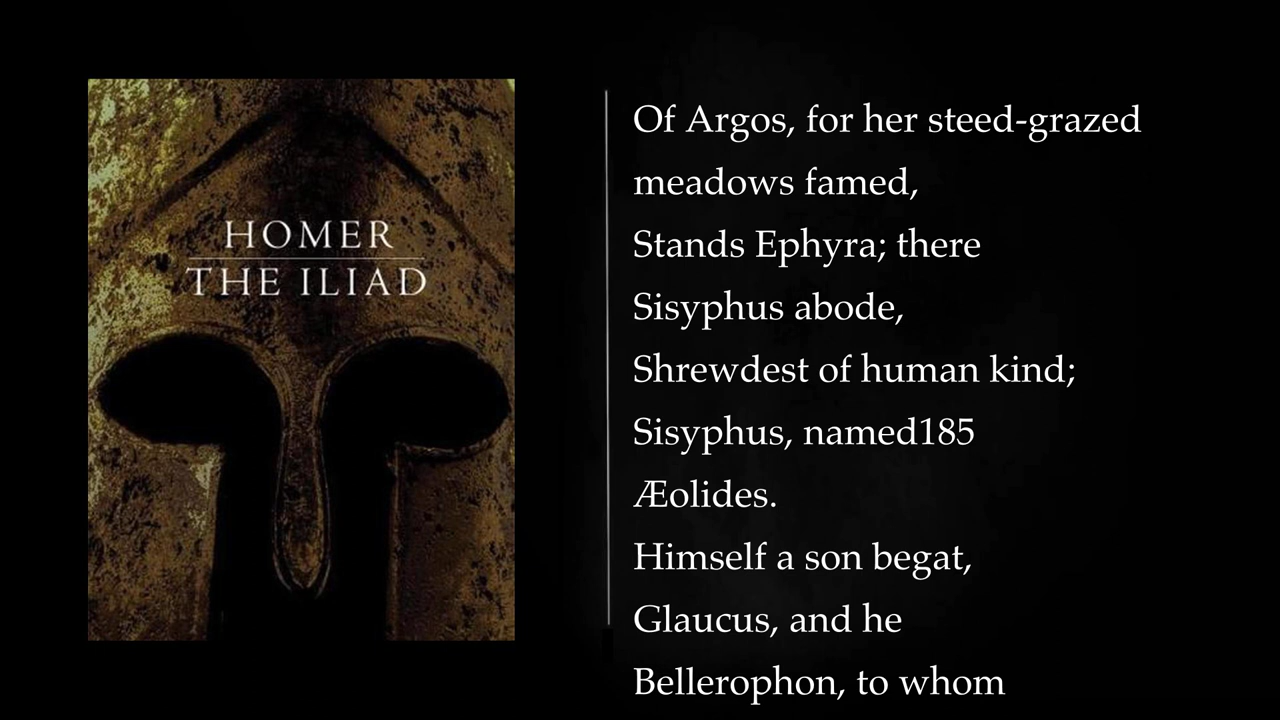 HOMER
THE ILIAD
Of Argos, for her steed-grazed
meadows famed,
Stands Ephyra; there
Sisyphus abode,
Shrewdest of human kind;
Sisyphus, named185
Æolides.
Himself a son begat,
Glaucus, and he
Bellerophon, to whom